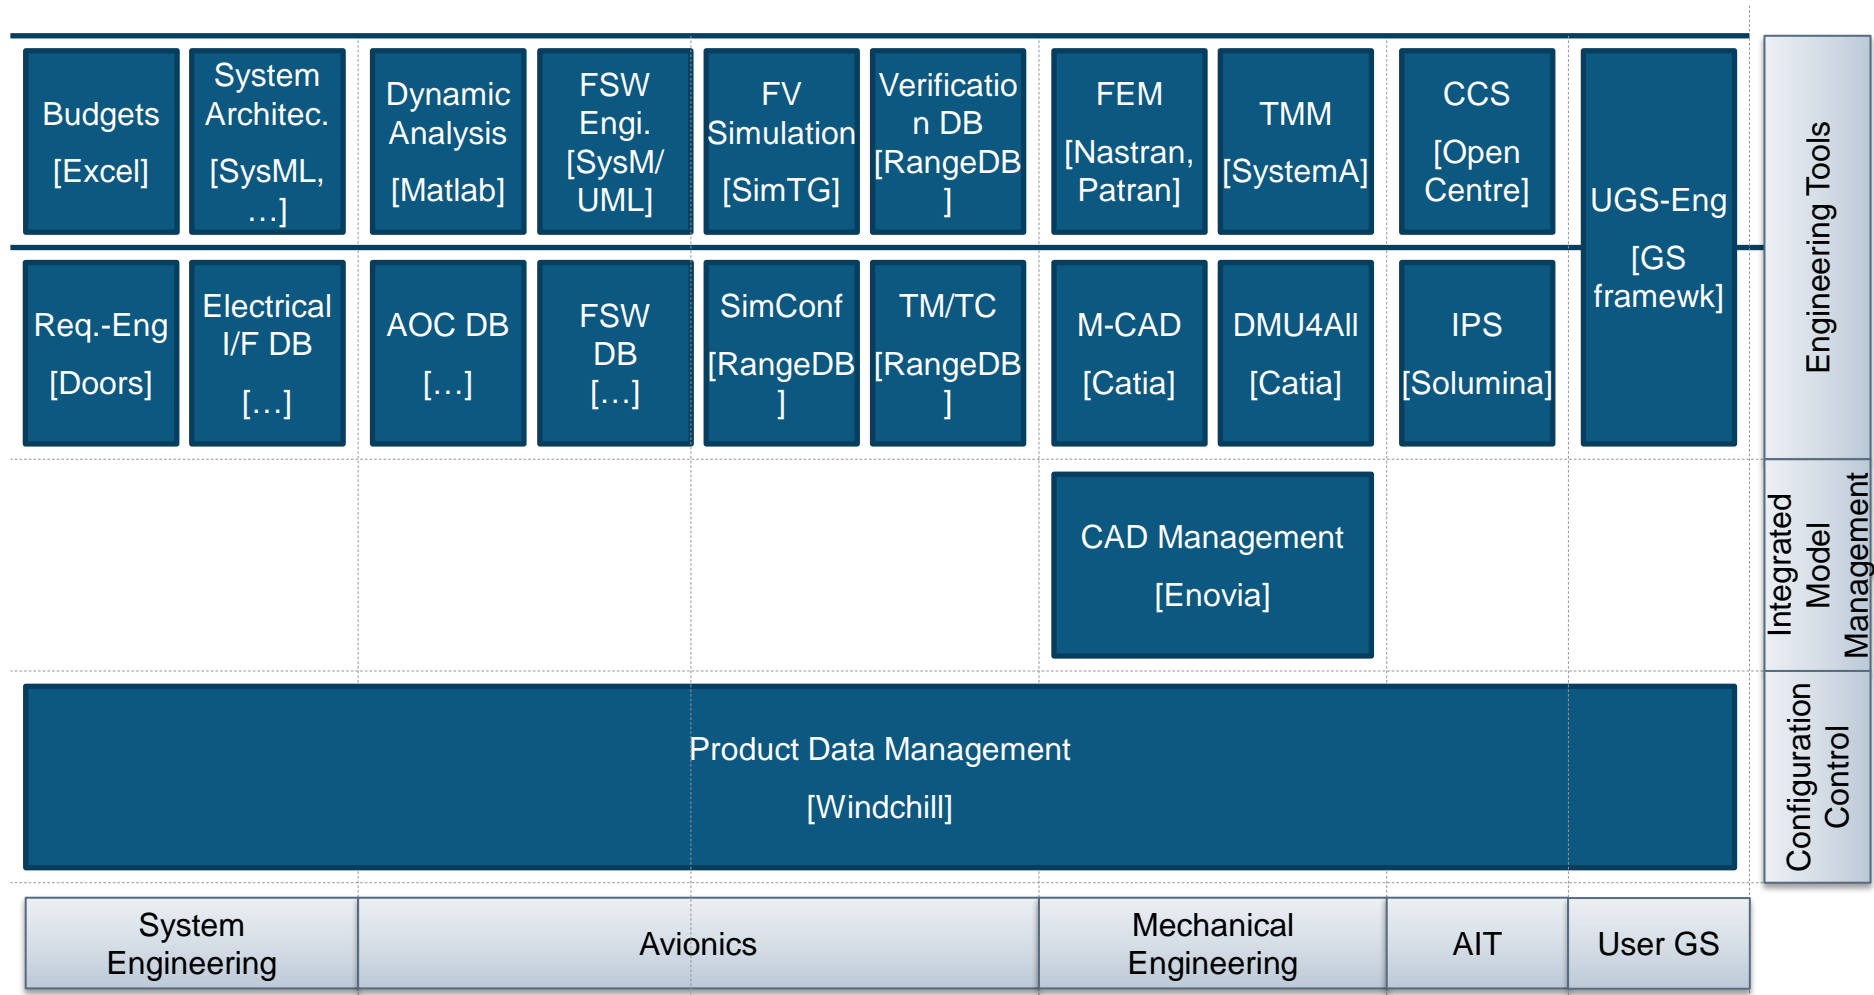 Budgets
[Excel]
System
Architec.
[SysML,
…]
Dynamic
Analysis
[Matlab]
FSW
Engi.
[SysM/
UML]
FV
Simulation
[SimTG]
Verificatio
n DB
[RangeDB
]
FEM
[Nastran,
Patran]
TMM
[SystemA]
CCS
[Open
Centre]
UGS-Eng
[GS
framewk]
Engineering Tools
Req.-Eng
[Doors]
Electrical
I/F DB
[…]
AOC DB
[…]
FSW
DB
[…]
SimConf
[RangeDB
]
TM/TC
[RangeDB
]
M-CAD
[Catia]
DMU4All
[Catia]
IPS
[Solumina]
CAD Management
[Enovia]
Integrated
Model
Management
Product Data Management
[Windchill]
Configuration
Control
System
Engineering
Avionics
Mechanical
Engineering
AIT
User GS